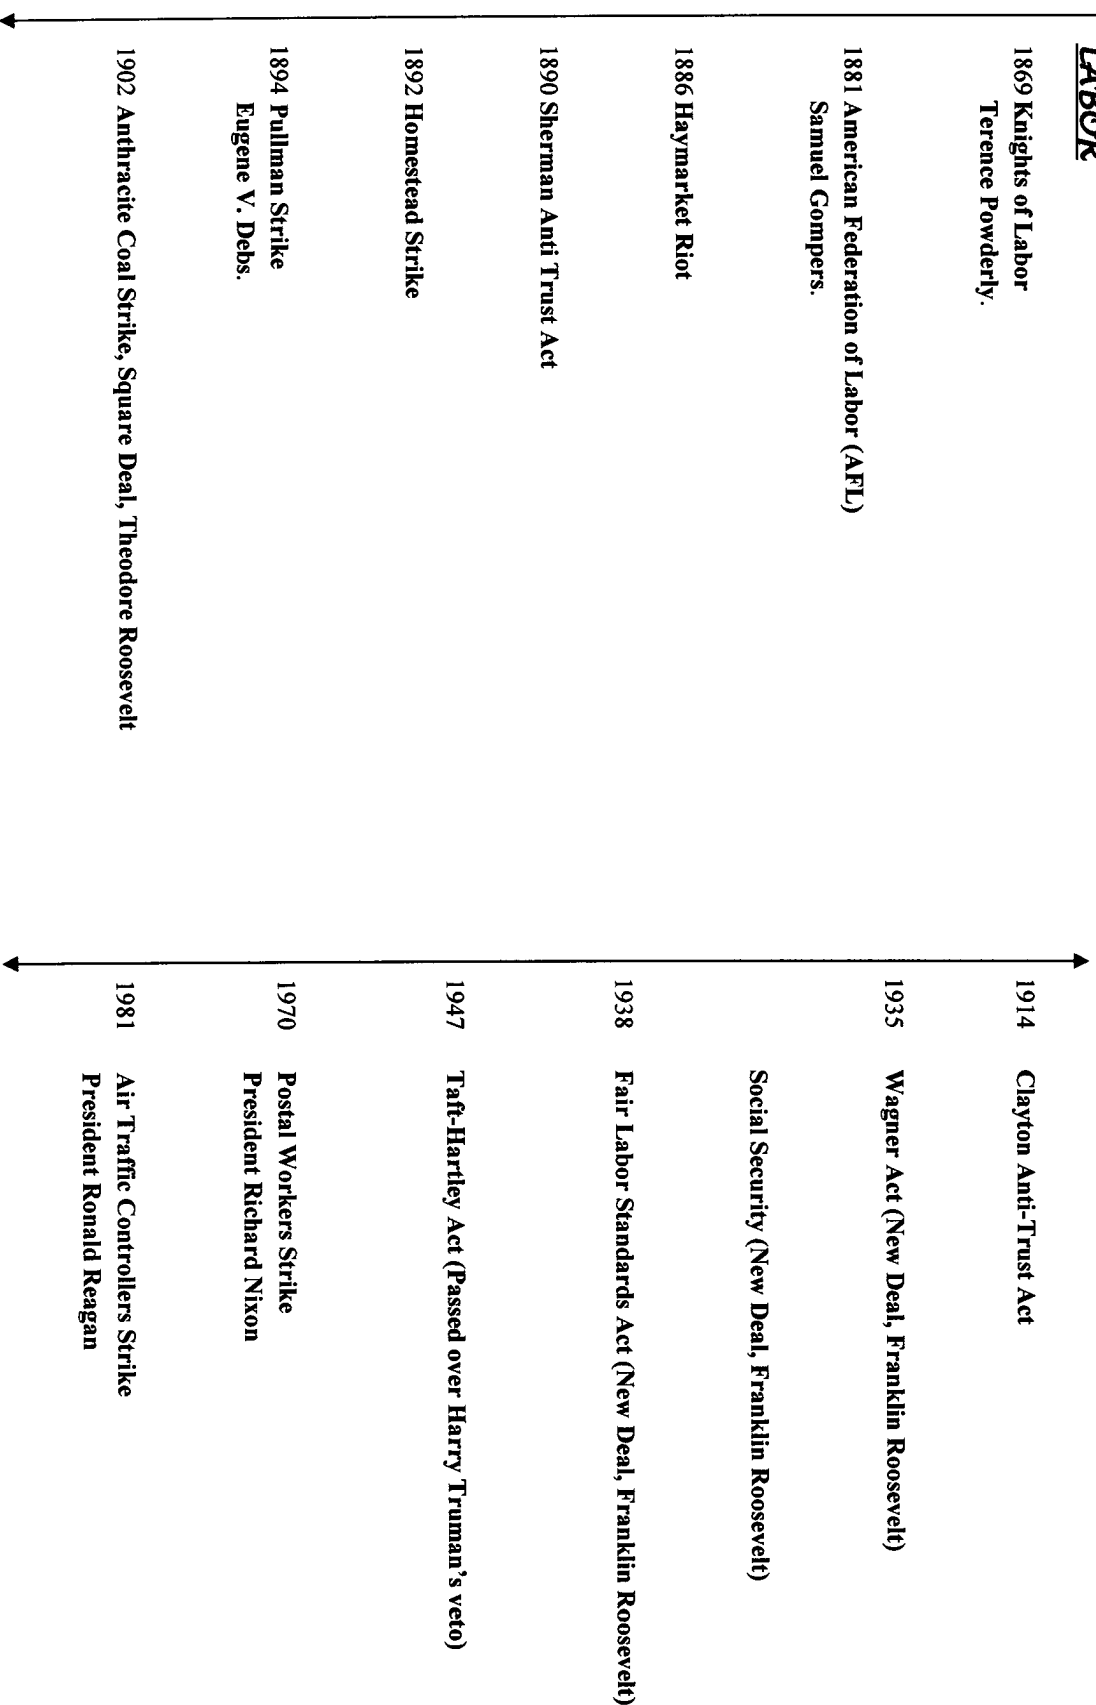 LABOR
1869 Knights of Labor
Terence Powderly.
1881 American Federation of Labor (AFL)
Samuel Gompers.
1886 Haymarket Riot
1890 Sherman Anti Trust Act
1892 Homestead Strike
1894 Pullman Strike
Eugene V. Debs.
1902 Anthracite Coal Strike, Square Deal, Theodore Roosevelt
1914 Clayton Anti-Trust Act
1935 Wagner Act (New Deal, Franklin Roosevelt)
Social Security (New Deal, Franklin Roosevelt)
1938 Fair Labor Standards Act (New Deal, Franklin Roosevelt)
1947 Taft-Hartley Act (Passed over Harry Truman's veto)
1970 Postal Workers Strike
President Richard Nixon
1981 Air Traffic Controllers Strike
President Ronald Reagan